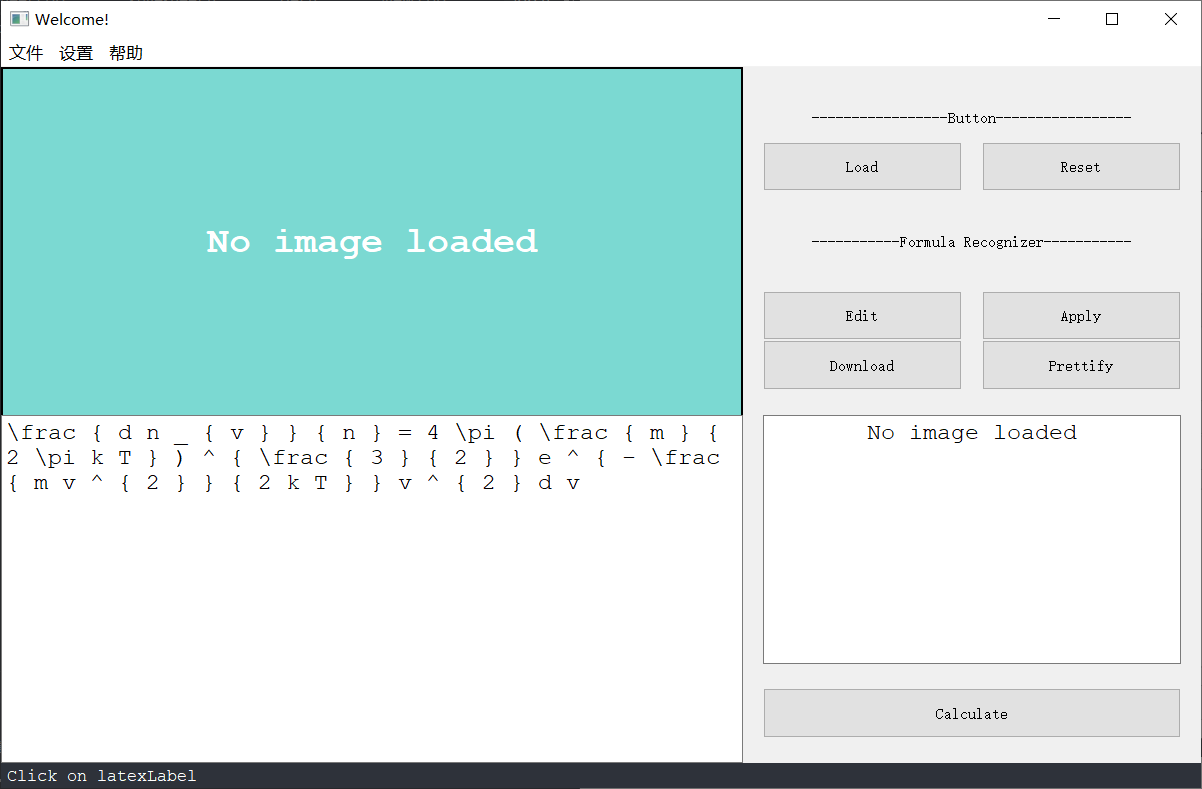 Welcome!
文件 设置 帮助
No image loaded
\frac { d n _ { v } } { n } = 4 \pi ( \frac { m } {
2 \pi k T } ) ^ { \frac { 3 } { 2 } } e ^ { - \frac
{ m v ^ { 2 } } { 2 k T } } v ^ { 2 } d v
-----------------Button-----------------
Load Reset
-----------Formula Recognizer-----------
Edit Apply
Download Prettify
No image loaded
Calculate
Click on latexLabel